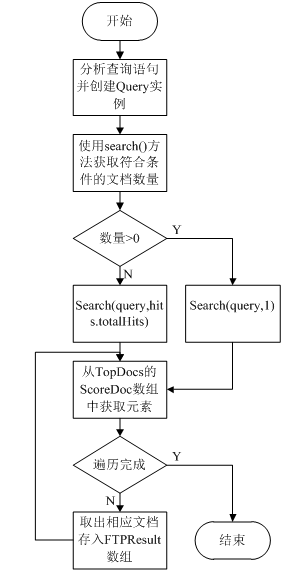 开始
分析查询语句
并创建Query实
例
使用search()方
法获取符合条
件的文档数量
数量>0
Y
N
Search(query,hit
s.totalHits)
Search(query,1)
从TopDocs的
ScoreDoc数组
中获取元素
遍历完成
Y
N
取出相应文档
存入FTPResult
数组
结束